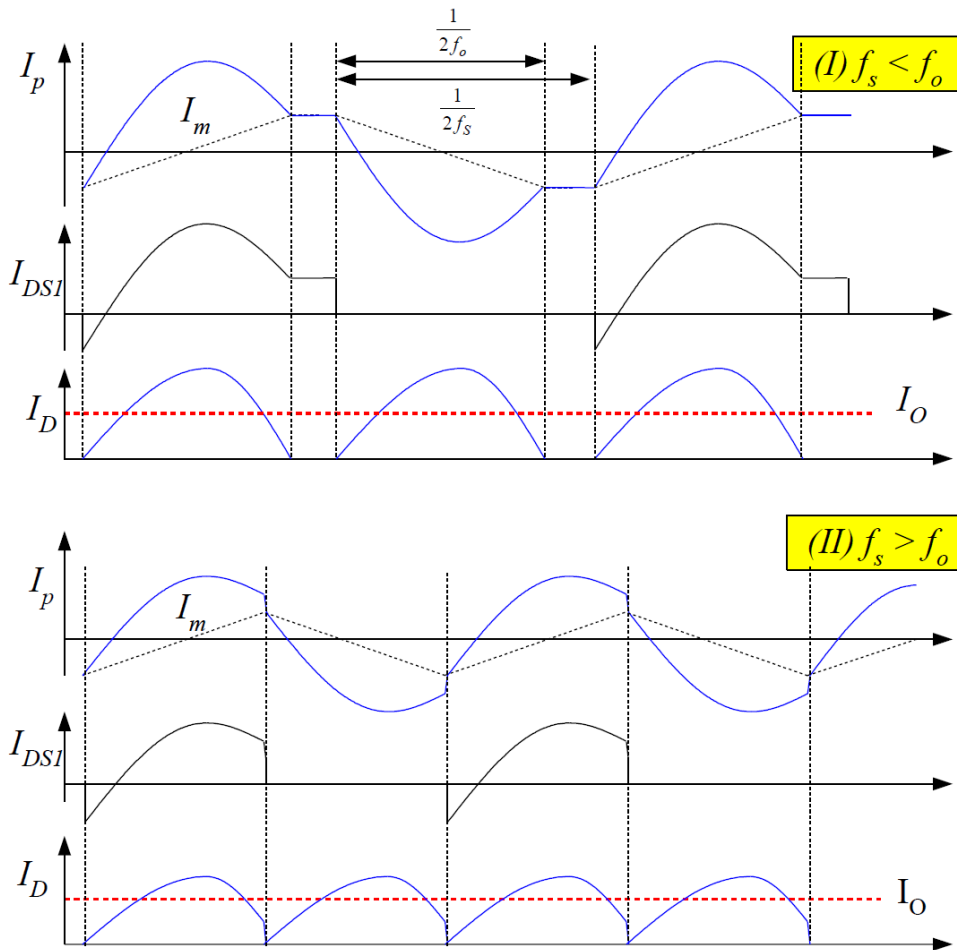 1/(2f_o)
I_p
(I) f_s < f_o
I_m
1/(2f_S)
I_DS1
I_D
I_O
(II) f_s > f_o
I_p
I_m
I_DS1
I_D
I_O